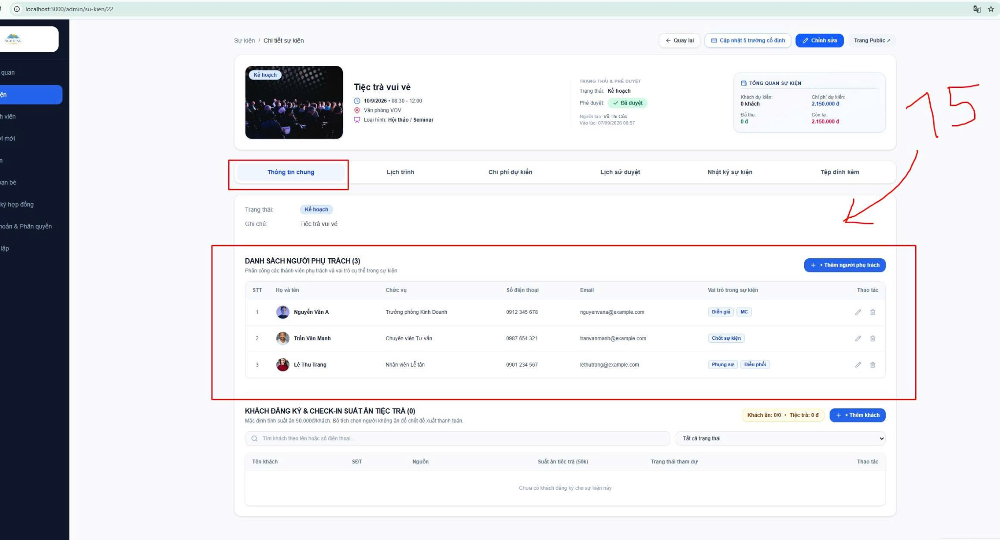 localhost:3000/admin/su-kien/22
NGHIENG
quan
ện
h viên
ời mời
n
bạn bè
ký hợp đồng
hoản & Phân quyền
lập
Sự kiện / Chi tiết sự kiện
Quay lại
Cập nhật 5 trường cố định
Chỉnh sửa
Trang Public ↗
Kế hoạch
Tiệc trà vui vẻ
10/9/2026 • 08:30 - 12:00
Văn phòng VOV
Loại hình: Hội thảo / Seminar
TRẠNG THÁI & PHÊ DUYỆT
Trạng thái: Kế hoạch
Phê duyệt: Đã duyệt
Người tạo: Vũ Thị Cúc
Vào lúc: 07/09/2026 08:57
TỔNG QUAN SỰ KIỆN
Khách dự kiến:
0 khách
Chi phí dự kiến:
2.150.000 đ
Đã thu:
0 đ
Còn lại:
2.150.000 đ
15
Thông tin chung
Lịch trình
Chi phí dự kiến
Lịch sử duyệt
Nhật ký sự kiện
Tệp đính kèm
Trạng thái: Kế hoạch
Ghi chú: Tiệc trà vui vẻ
DANH SÁCH NGƯỜI PHỤ TRÁCH (3)
Phân công các thành viên phụ trách và vai trò cụ thể trong sự kiện
+ + Thêm người phụ trách
STT Họ và tên Chức vụ Số điện thoại Email Vai trò trong sự kiện Thao tác
1 Nguyễn Văn A Trưởng phòng Kinh Doanh 0912 345 678 nguyenvana@example.com Diễn giả MC
2 Trần Văn Mạnh Chuyên viên Tư vấn 0987 654 321 tranvanmanh@example.com Chốt sự kiện
3 Lê Thu Trang Nhân viên Lễ tân 0901 234 567 lethutrang@example.com Phụng sự Điều phối
KHÁCH ĐĂNG KÝ & CHECK-IN SUẤT ĂN TIỆC TRÀ (0)
Mặc định tính suất ăn 50.000đ/khách. Bỏ tích chọn người không ăn để chốt đề xuất thanh toán.
Khách ăn: 0/0 • Tiệc trà: 0 đ
+ + Thêm khách
Tìm khách theo tên hoặc số điện thoại...
Tất cả trạng thái
Tên khách SĐT Nguồn Suất ăn tiệc trà (50k) Trạng thái tham dự Thao tác
Chưa có khách đăng ký cho sự kiện này